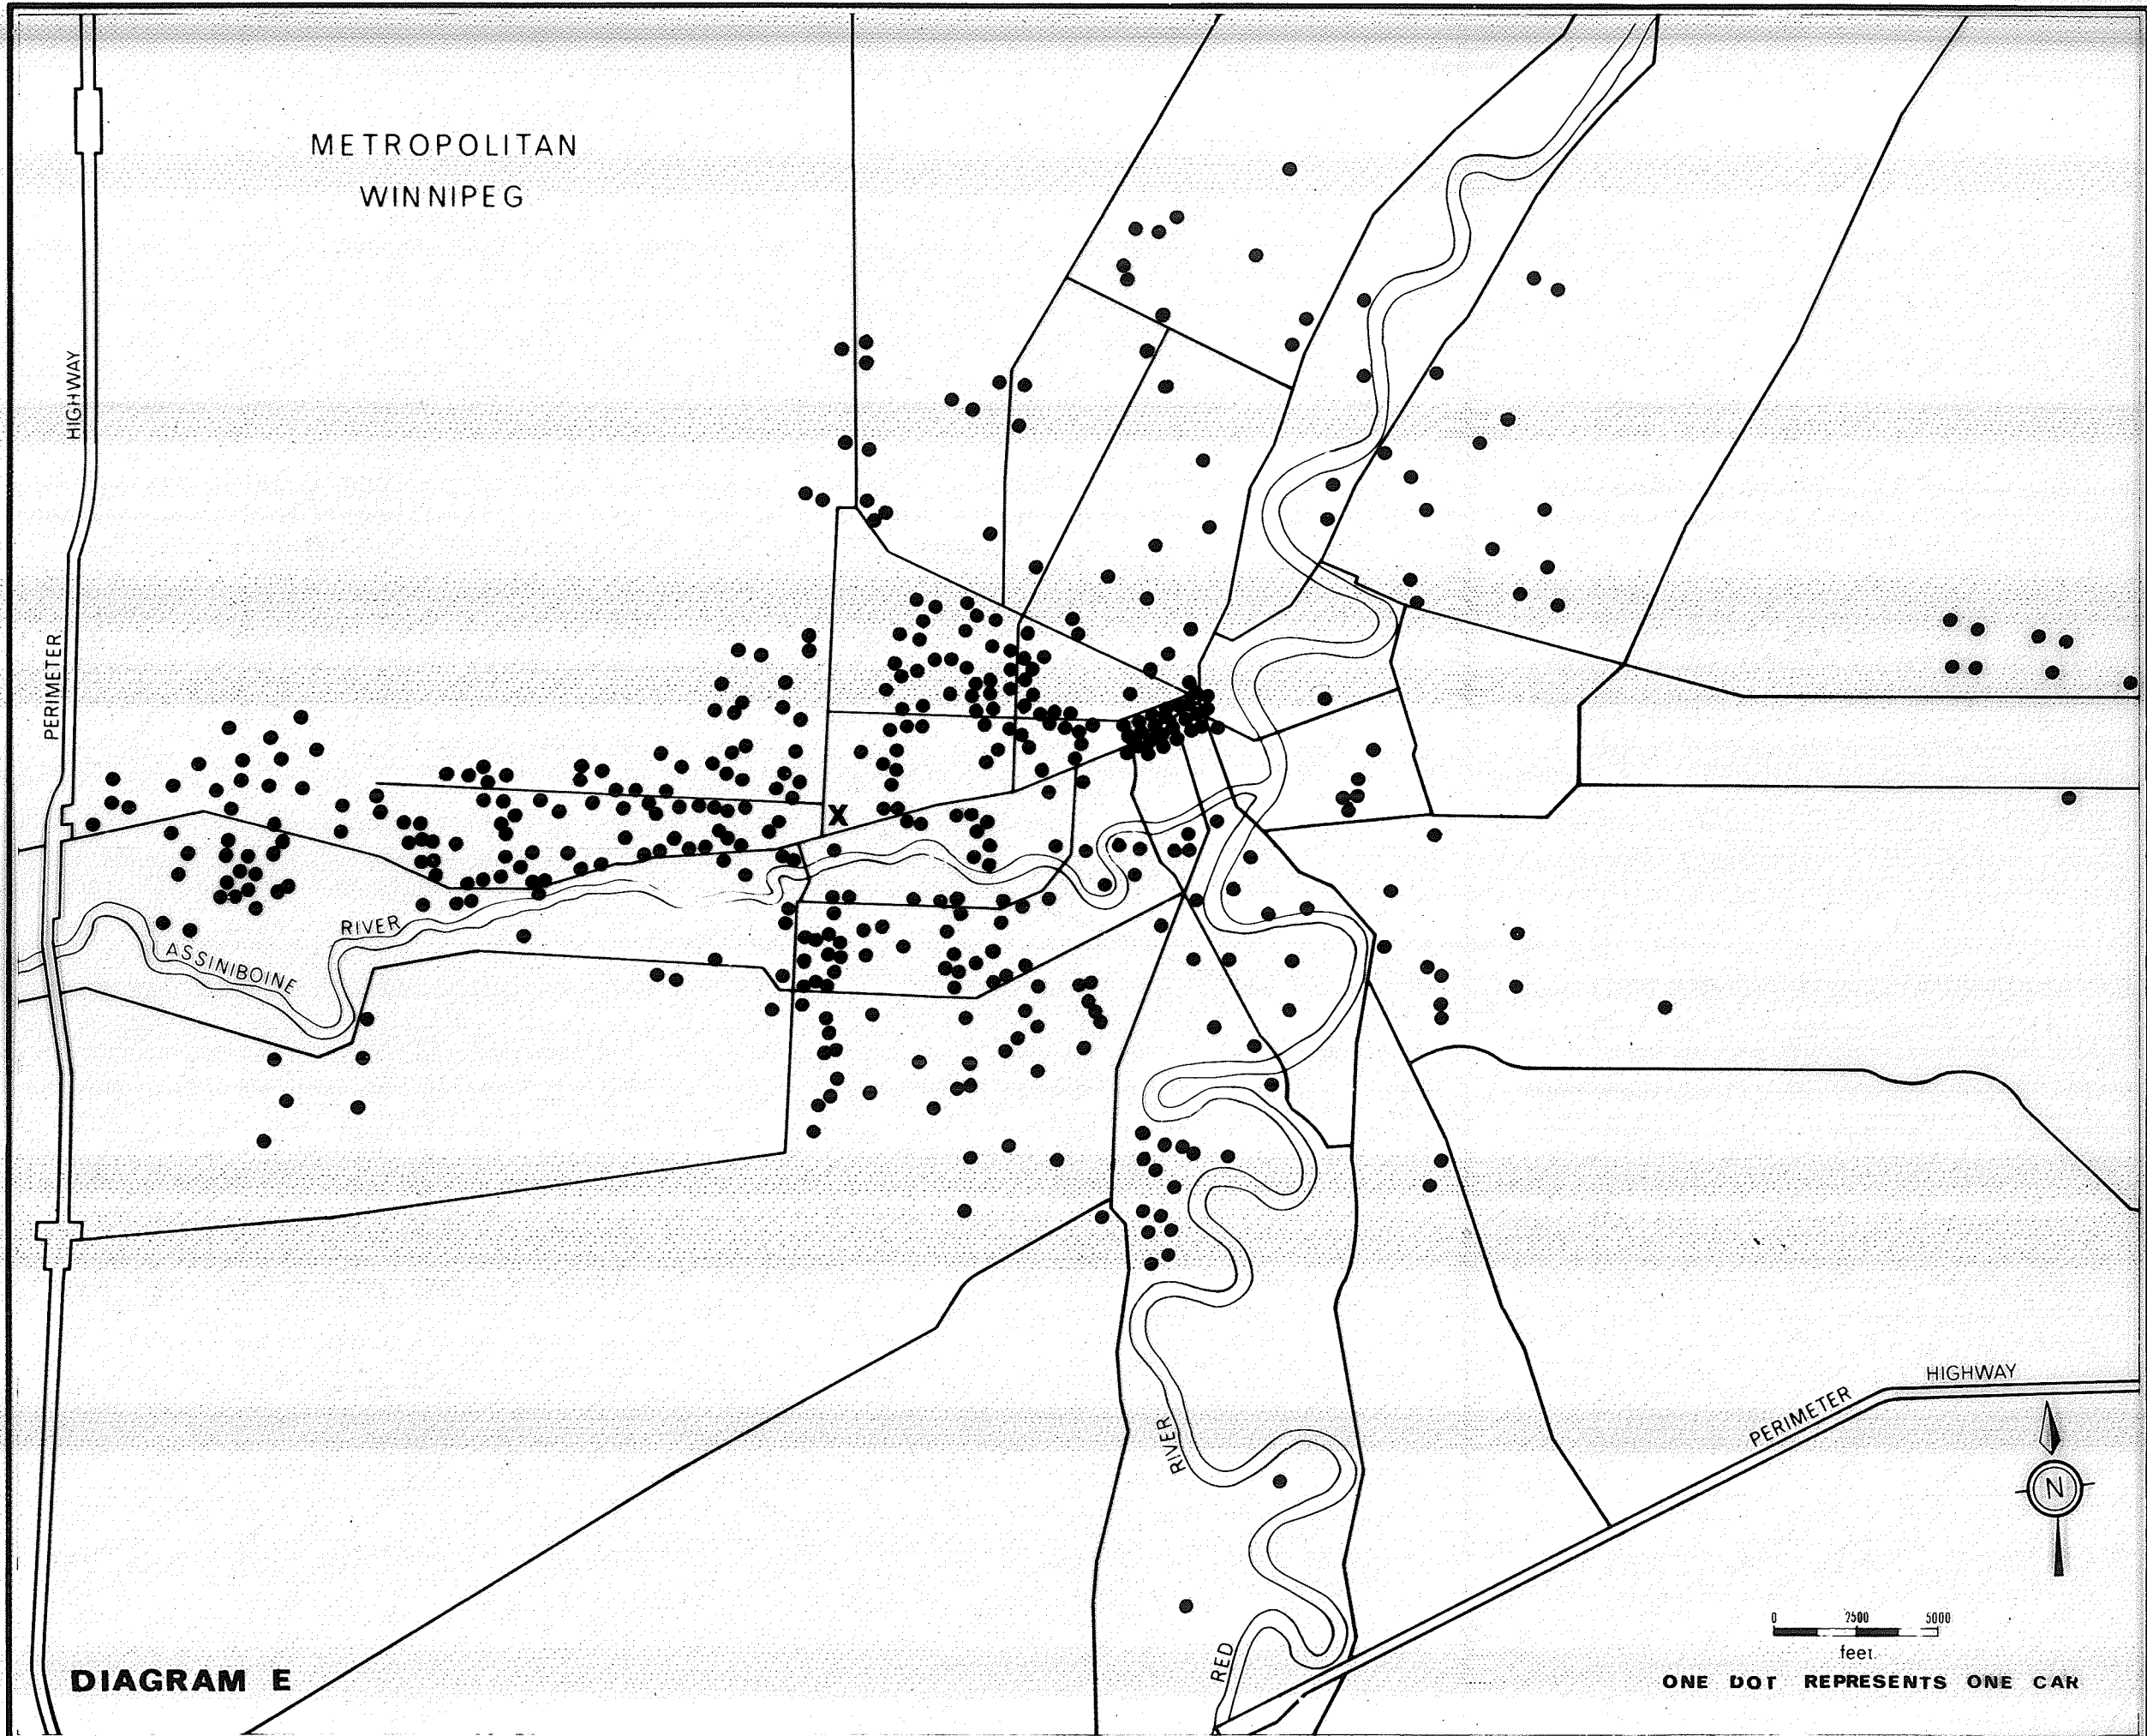 METROPOLITAN
WINNIPEG
HIGHWAY
PERIMETER
RIVER
ASSINIBOINE
HIGHWAY
PERIMETER
RIVER
RED
X
N
0 2500 5000
feet.
ONE DOT REPRESENTS ONE CAR
DIAGRAM E